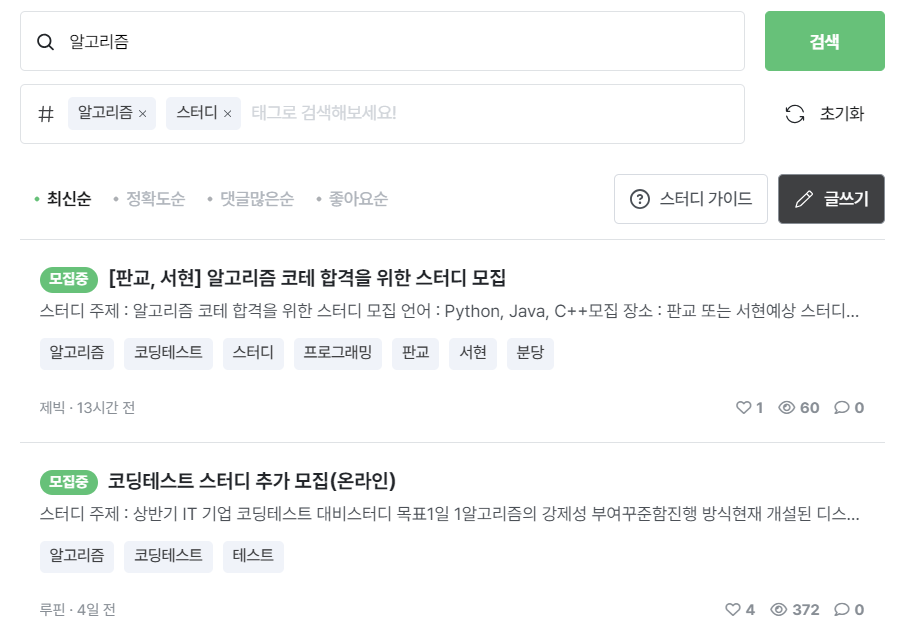 알고리즘 검색
# 알고리즘 × 스터디 × 태그로 검색해보세요! 초기화
• 최신순 • 정확도순 • 댓글많은순 • 좋아요순 스터디 가이드 글쓰기
모집중 [판교, 서현] 알고리즘 코테 합격을 위한 스터디 모집
스터디 주제 : 알고리즘 코테 합격을 위한 스터디 모집 언어 : Python, Java, C++모집 장소 : 판교 또는 서현예상 스터디...
알고리즘 코딩테스트 스터디 프로그래밍 판교 서현 분당
제빅 · 13시간 전 1 60 0
모집중 코딩테스트 스터디 추가 모집(온라인)
스터디 주제 : 상반기 IT 기업 코딩테스트 대비스터디 목표1일 1알고리즘의 강제성 부여꾸준함진행 방식현재 개설된 디스...
알고리즘 코딩테스트 테스트
루핀 · 4일 전 4 372 0